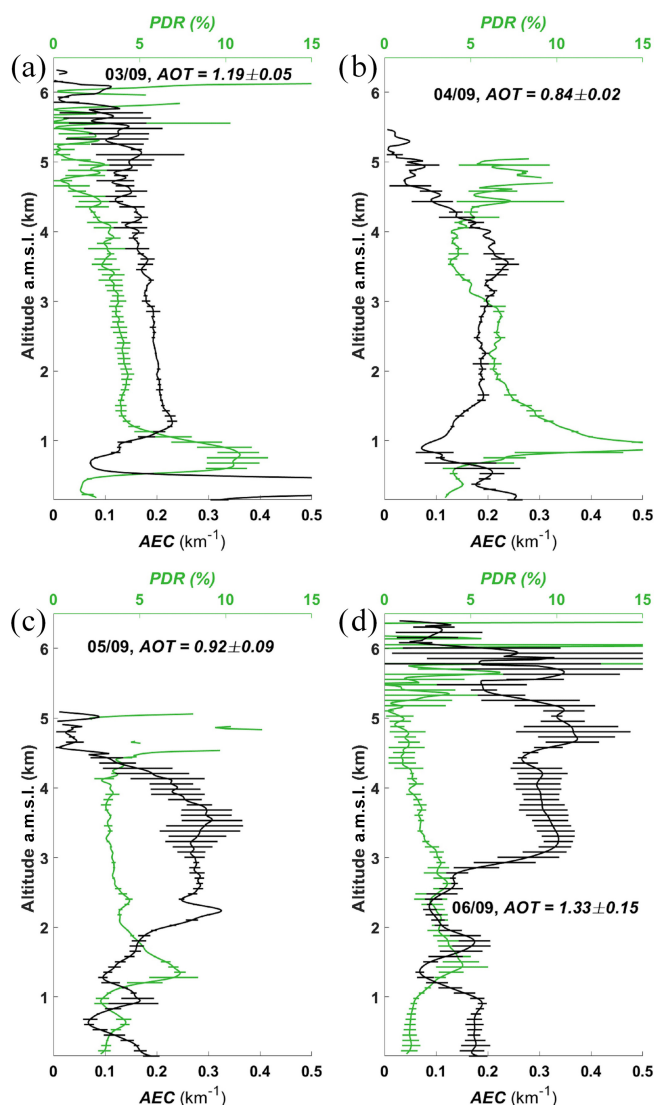 PDR (%)
0 5 10 15
(a)
03/09, AOT = 1.19±0.05
6
5
4
3
2
1
Altitude a.m.s.l. (km)
0 0.1 0.2 0.3 0.4 0.5
AEC (km-1)
PDR (%)
0 5 10 15
(b)
04/09, AOT = 0.84±0.02
6
5
4
3
2
1
Altitude a.m.s.l. (km)
0 0.1 0.2 0.3 0.4 0.5
AEC (km-1)
PDR (%)
0 5 10 15
(c)
05/09, AOT = 0.92±0.09
6
5
4
3
2
1
Altitude a.m.s.l. (km)
0 0.1 0.2 0.3 0.4 0.5
AEC (km-1)
PDR (%)
0 5 10 15
(d)
6
5
4
3
2
1
Altitude a.m.s.l. (km)
06/09, AOT = 1.33±0.15
0 0.1 0.2 0.3 0.4 0.5
AEC (km-1)